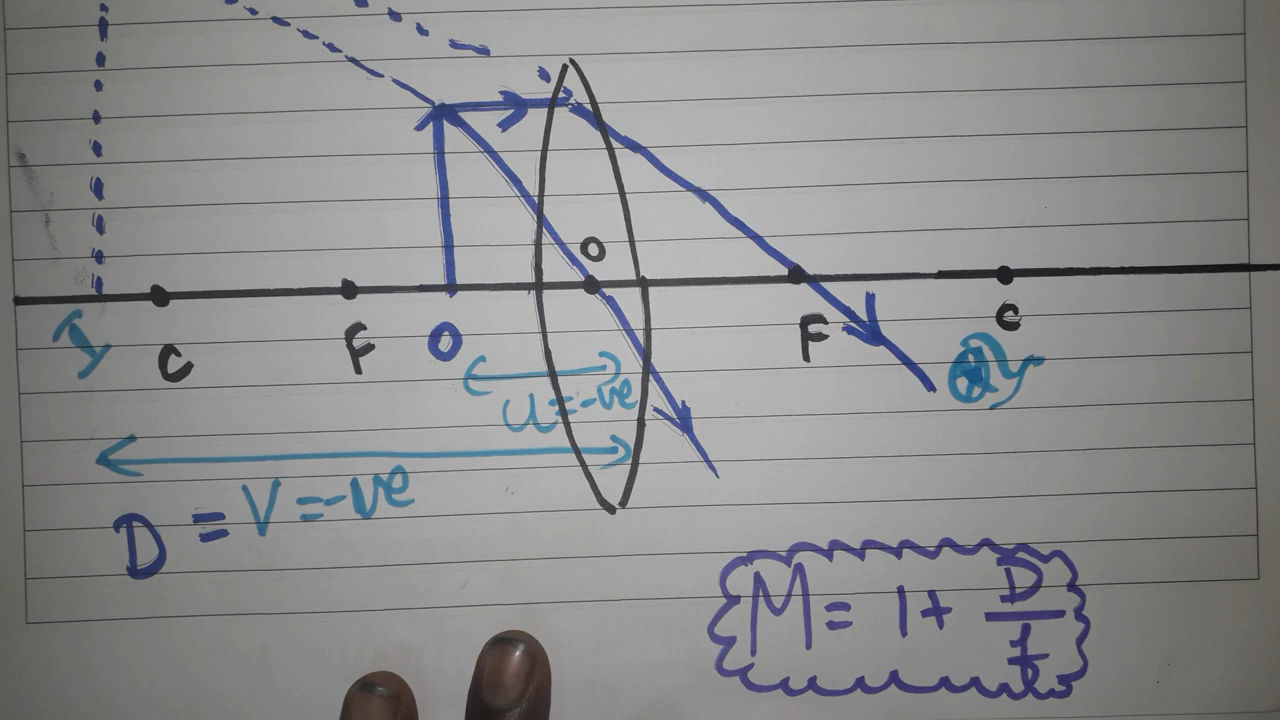 O
C F O F C
I
u = -ve
D = V = -ve
M = 1 + D/f